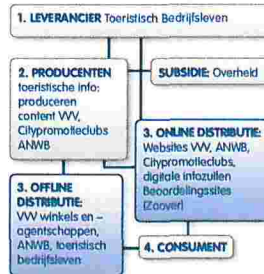 1. LEVERANCIER Toeristisch Bedrijfsleven
2. PRODUCENTEN
toeristische info:
produceren
content VVV,
Citypromotieclubs
ANWB
SUBSIDIE: Overheid
3. ONLINE DISTRIBUTIE:
Websites VVV, ANWB,
Citypromotieclubs,
digitale infozuilen
Beoordelingssites
(Zoover)
3. OFFLINE
DISTRIBUTIE:
VVV winkels en –
agentschappen,
ANWB, toeristisch
bedrijfsleven
4. CONSUMENT